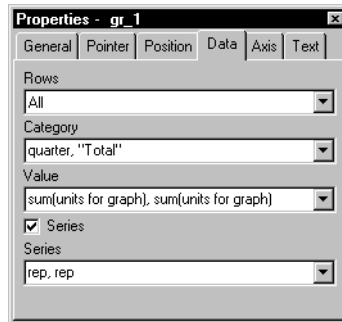 Properties - gr_1
General Pointer Position Data Axis Text
Rows
All
Category
quarter, "Total"
Value
sum(units for graph), sum(units for graph)
Series
Series
rep, rep